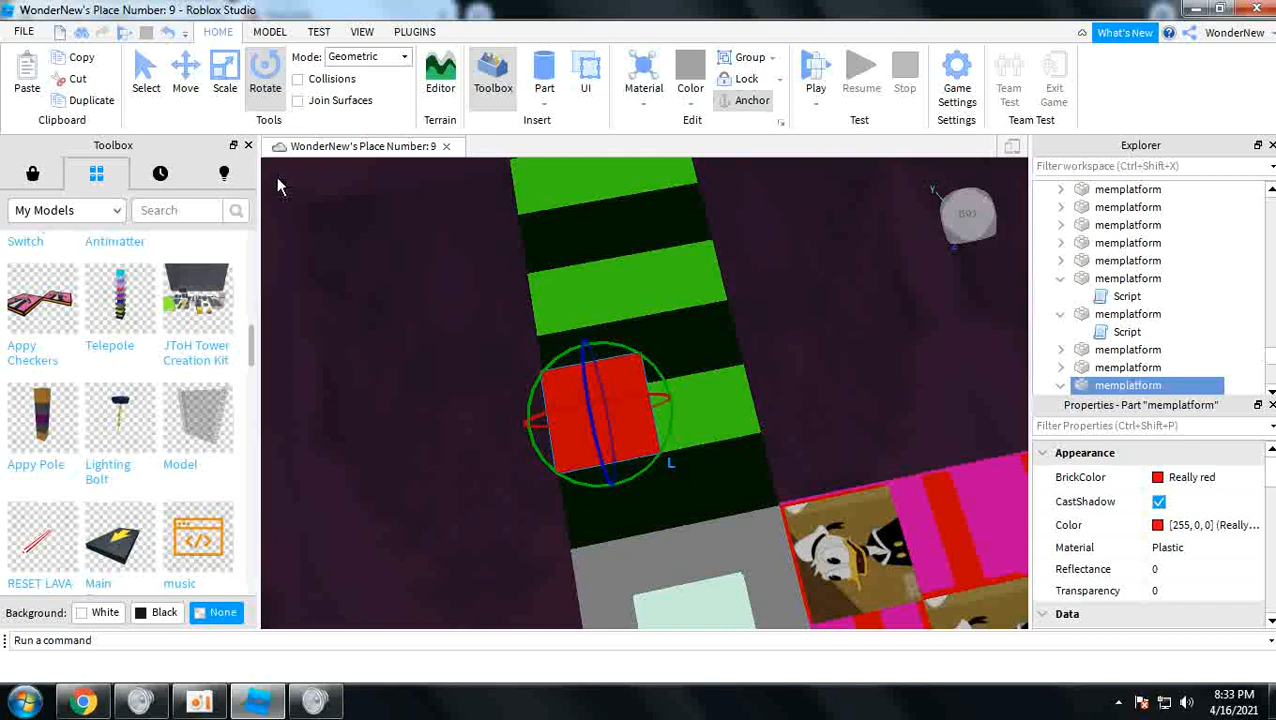 WonderNew's Place Number: 9 - Roblox Studio
FILE HOME MODEL TEST VIEW PLUGINS What's New WonderNew
Copy
Cut
Duplicate
Paste
Clipboard
Select Move Scale Rotate
Mode: Geometric
Collisions
Join Surfaces
Tools
Editor
Terrain
Toolbox Part UI
Insert
Material Color
Group
Lock
Anchor
Edit
Play Resume Stop
Test
Game
Settings
Settings
Team
Test
Exit
Game
Team Test
Toolbox
WonderNew's Place Number: 9
My Models Search
Switch Antimatter
Appy
Checkers
Telepole
JToH Tower
Creation Kit
Appy Pole
Lighting
Bolt
Model
RESET LAVA Main music
Background: White Black None
Run a command
Y
Z
L
Explorer
Filter workspace (Ctrl+Shift+X)
memplatform
memplatform
memplatform
memplatform
memplatform
memplatform
Script
memplatform
Script
memplatform
memplatform
memplatform
Properties - Part "memplatform"
Filter Properties (Ctrl+Shift+P)
Appearance
BrickColor Really red
CastShadow
Color [255, 0, 0] (Really...
Material Plastic
Reflectance 0
Transparency 0
Data
8:33 PM
4/16/2021